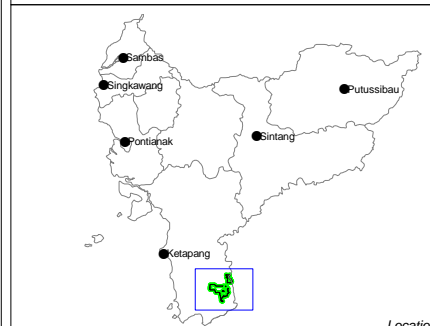 Sambas
Singkawang
Putussibau
Pontianak
Sintang
Ketapang
Locatio